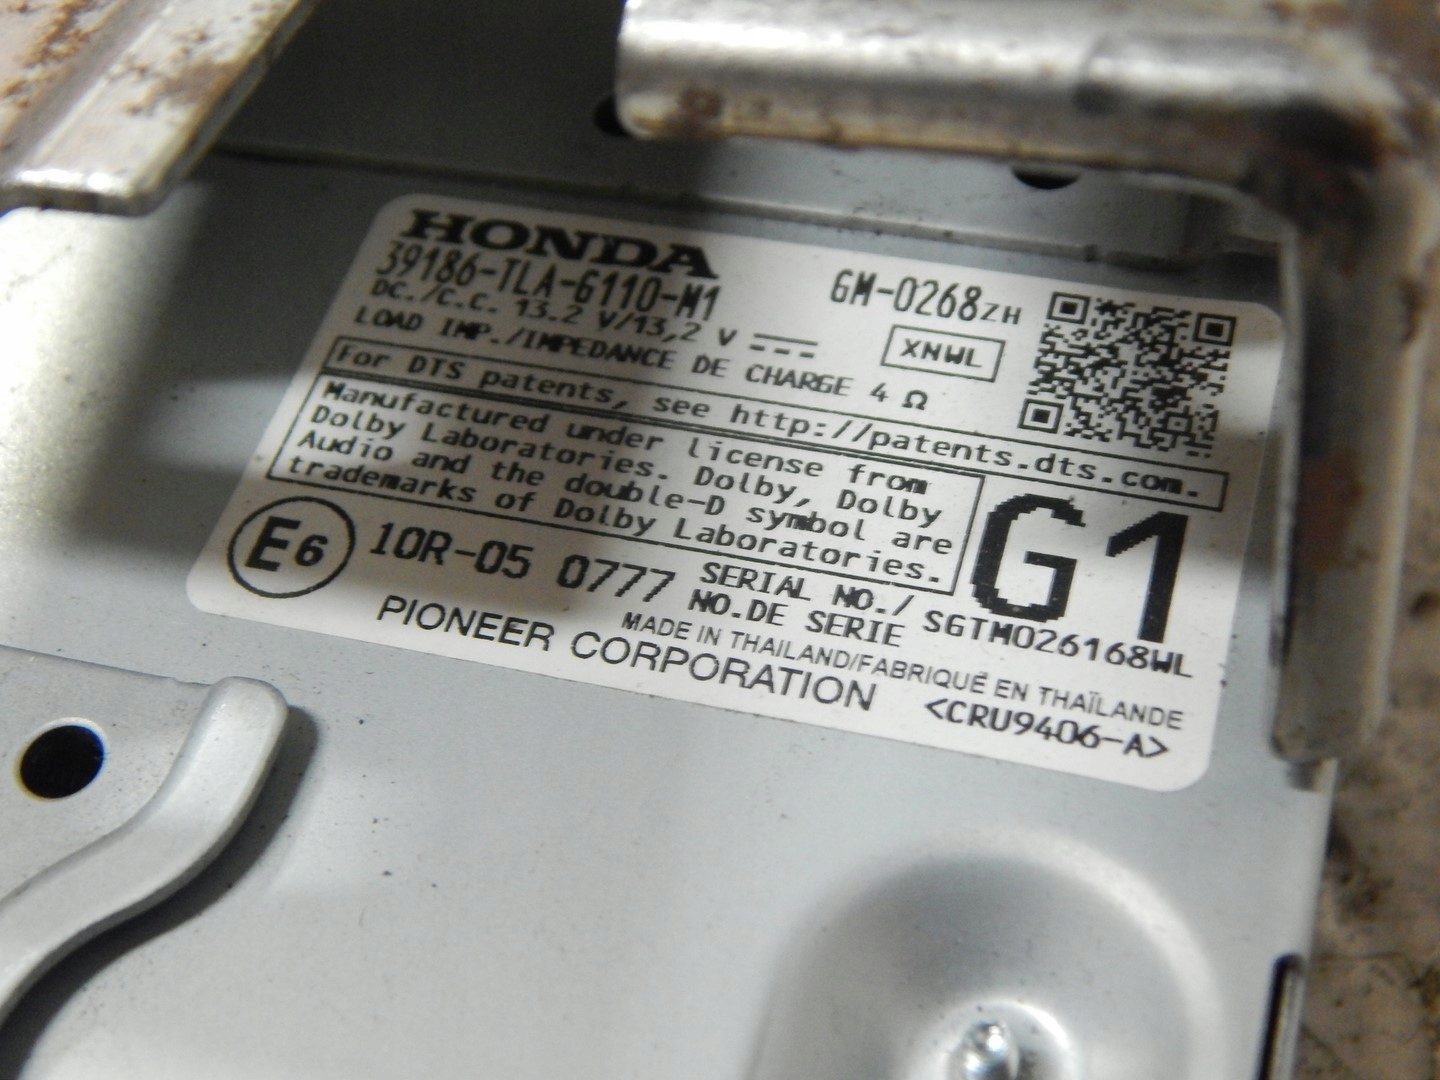 HONDA
39186-TLA-G110-M1
GM-0268ZH
DC./C.C. 13.2 V/13,2 V
XNWL
LOAD IMP./IMPEDANCE DE CHARGE 4 Ω
For DTS patents, see http://patents.dts.com.
Manufactured under license from
Dolby Laboratories. Dolby, Dolby
Audio and the double-D symbol are
trademarks of Dolby Laboratories.
G1
E6 10R-05 0777
SERIAL NO./
NO.DE SERIE
SGTM026168WL
MADE IN THAILAND/FABRIQUÉ EN THAÏLANDE
PIONEER CORPORATION
<CRU9406-A>